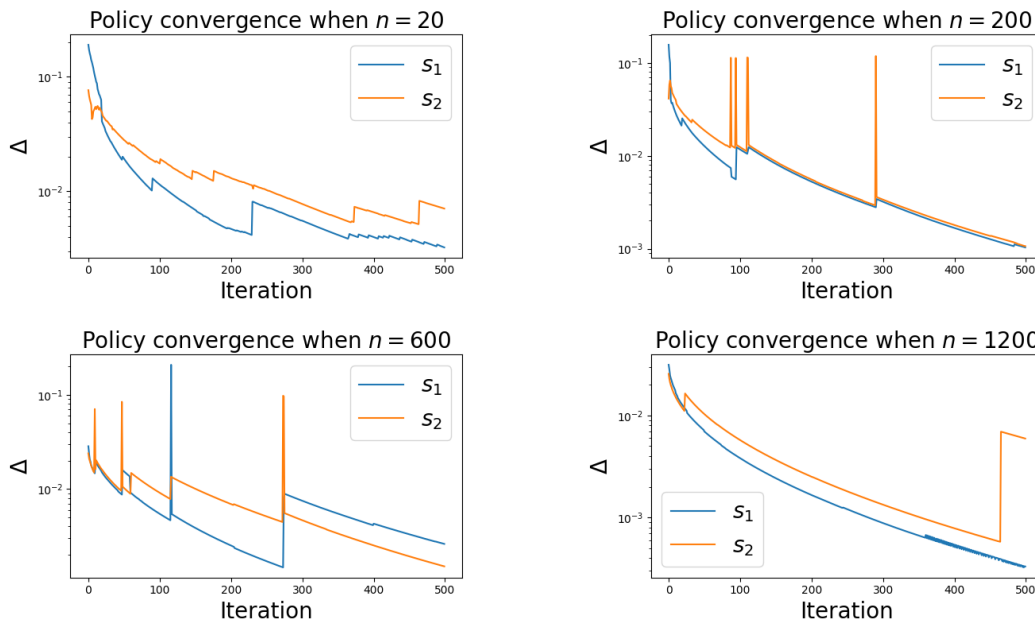 Policy convergence when n = 20
10⁻¹
10⁻²
Δ
s₁
s₂
0 100 200 300 400 500
Iteration
Policy convergence when n = 200
10⁻¹
10⁻²
10⁻³
Δ
s₁
s₂
0 100 200 300 400 500
Iteration
Policy convergence when n = 600
10⁻¹
10⁻²
Δ
s₁
s₂
0 100 200 300 400 500
Iteration
Policy convergence when n = 1200
10⁻²
10⁻³
Δ
s₁
s₂
0 100 200 300 400 500
Iteration